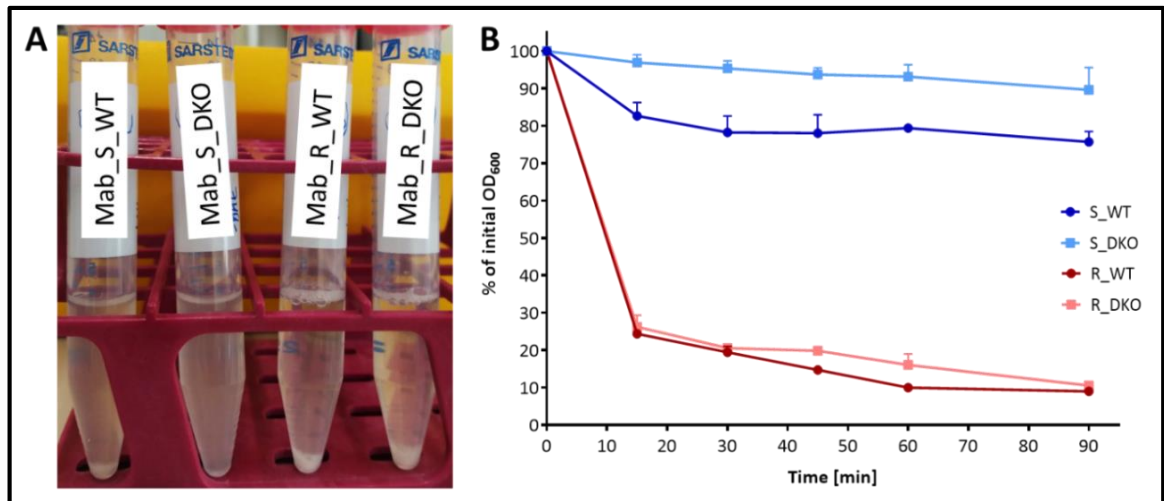 A
SARSTEDT
SARSTEDT
SARSTEDT
SARSTEDT
Mab_S_WT
Mab_S_DKO
Mab_R_WT
Mab_R_DKO
B
% of initial OD600
100
90
80
70
60
50
40
30
20
10
0
0 10 20 30 40 50 60 70 80 90
Time [min]
S_WT
S_DKO
R_WT
R_DKO